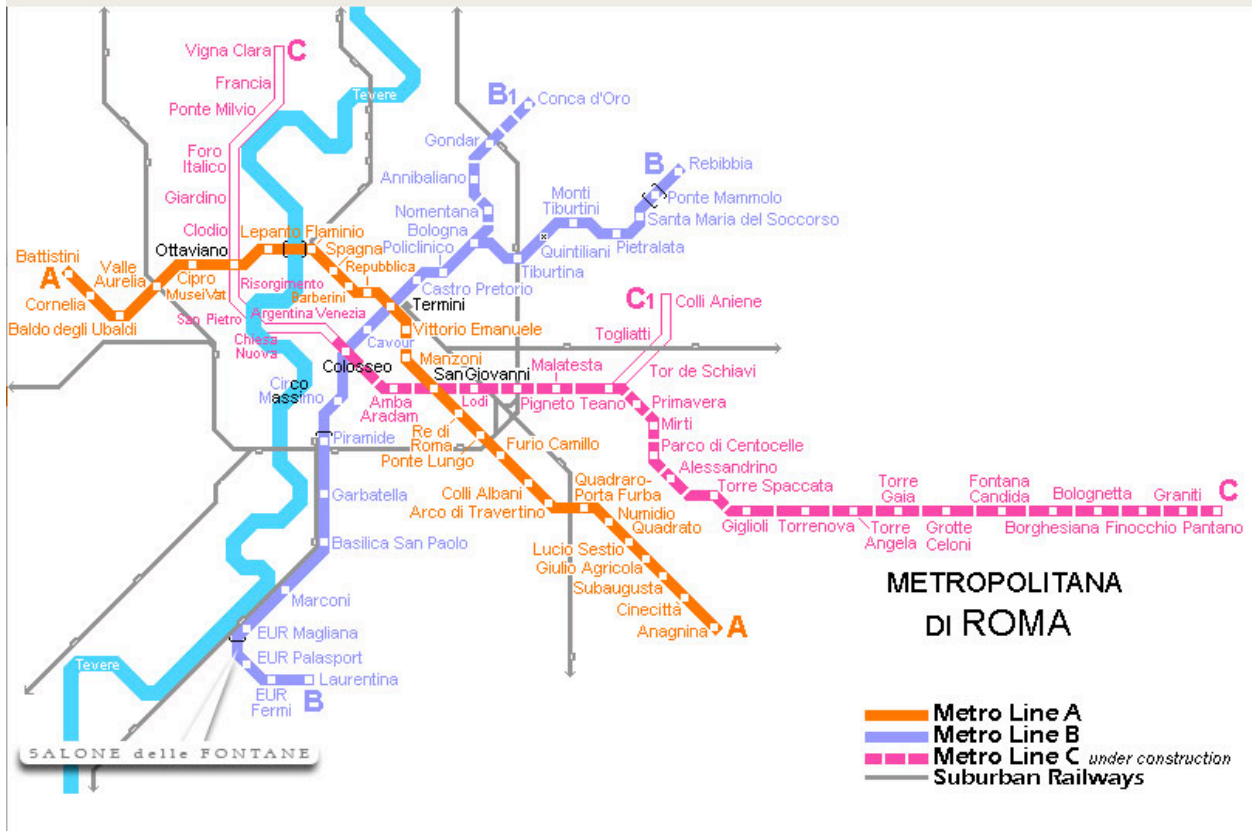 Vigna Clara
C
Francia
Ponte Milvio
Tevere
Foro
Italico
Giardino
Clodio
B1
Conca d'Oro
Gondar
Annibaliano
Nomentana
Bologna
Policlinico
B
Rebibbia
Ponte Mammolo
Monti
Tiburtini
Santa Maria del Soccorso
Quintiliani
Pietralata
Tiburtina
Castro Pretorio
Battistini
A
Cornelia
Baldo degli Ubaldi
Valle
Aurelia
Ottaviano
Cipro
MuseiVat
Lepanto
Flaminio
Spagna
Repubblica
Risorgimento
Barberini
Termini
San Pietro
Argentina
Venezia
Chiesa
Nuova
Vittorio Emanuele
Cavour
Manzoni
Colosseo
C1
Colli Aniene
Togliatti
Malatesta
Tor de Schiavi
Circo
Massimo
San Giovanni
Amba
Aradam
Lodi
Pigneto
Teano
Primavera
Mirti
Parco di Centocelle
Alessandrino
Torre Spaccata
Piramide
Re di
Roma
Ponte Lungo
Furio Camillo
Garbatella
Colli Albani
Arco di Travertino
Quadraro-
Porta Furba
Numidio
Quadrato
Basilica San Paolo
Lucio Sestio
Giulio Agricola
Subaugusta
Cinecittà
Anagnina
A
Giglioli
Torrenova
Torre
Gaia
Torre
Angela
Grotte
Celoni
Fontana
Candida
Borghesiana
Bolognetta
Finocchio
Graniti
Pantano
C
Marconi
EUR Magliana
EUR Palasport
EUR
Fermi
Laurentina
B
Tevere
SALONE delle FONTANE
METROPOLITANA
DI ROMA
Metro Line A
Metro Line B
Metro Line C under construction
Suburban Railways